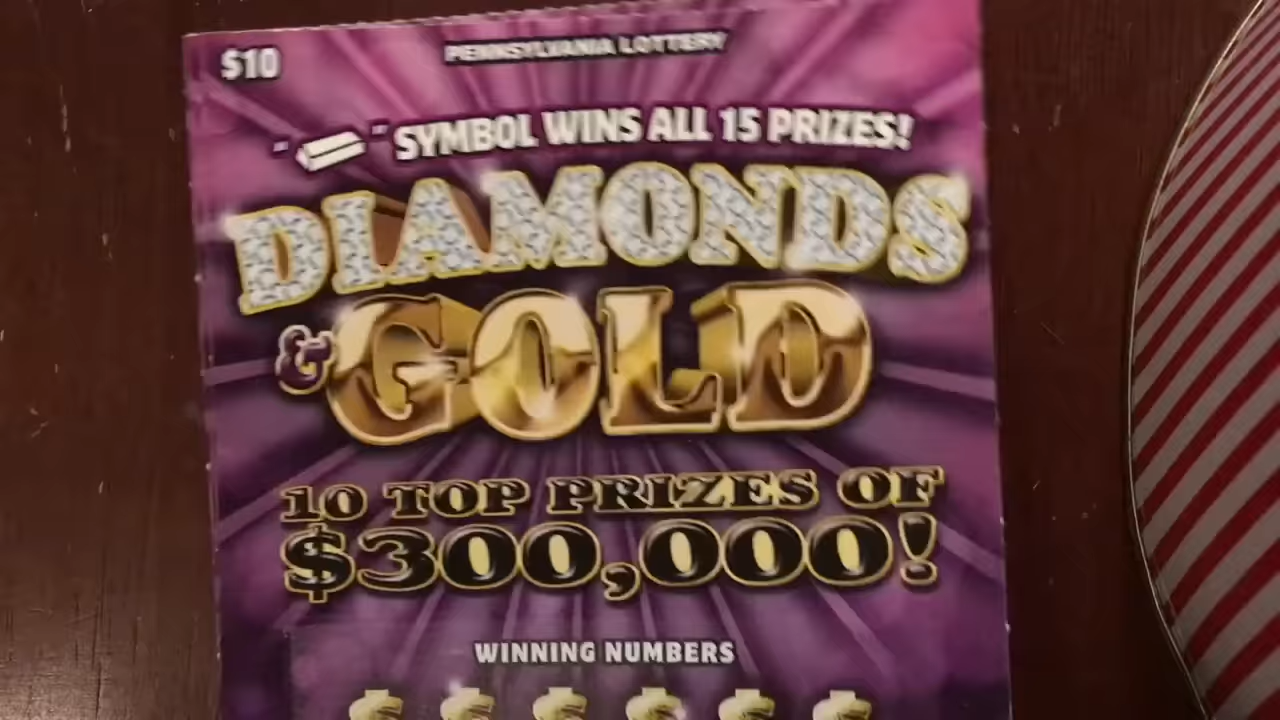 $10
PENNSYLVANIA LOTTERY
" " SYMBOL WINS ALL 15 PRIZES!
DIAMONDS
& GOLD
10 TOP PRIZES OF
$300,000!
WINNING NUMBERS
$ $ $ $ $ $